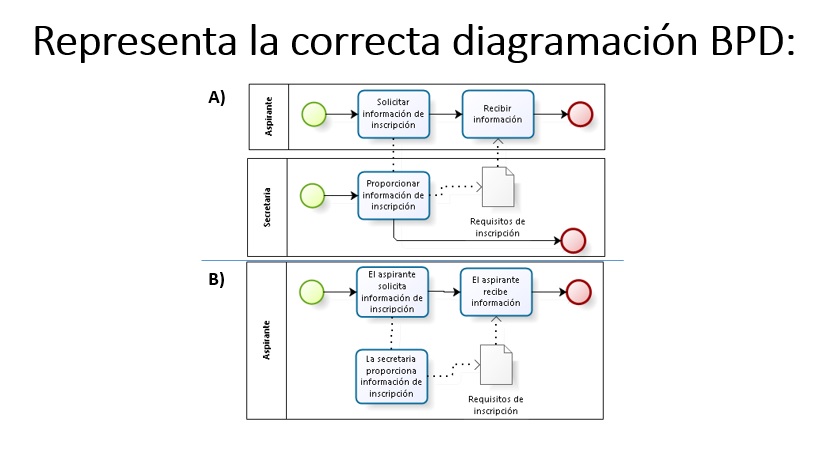 Representa la correcta diagramación BPD:
A)
Aspirante
Solicitar
información de
inscripción
Recibir
información
Secretaria
Proporcionar
información de
inscripción
Requisitos de
inscripción
B)
Aspirante
El aspirante
solicita
información de
inscripción
El aspirante
recibe
información
La secretaria
proporciona
información de
inscripción
Requisitos de
inscripción